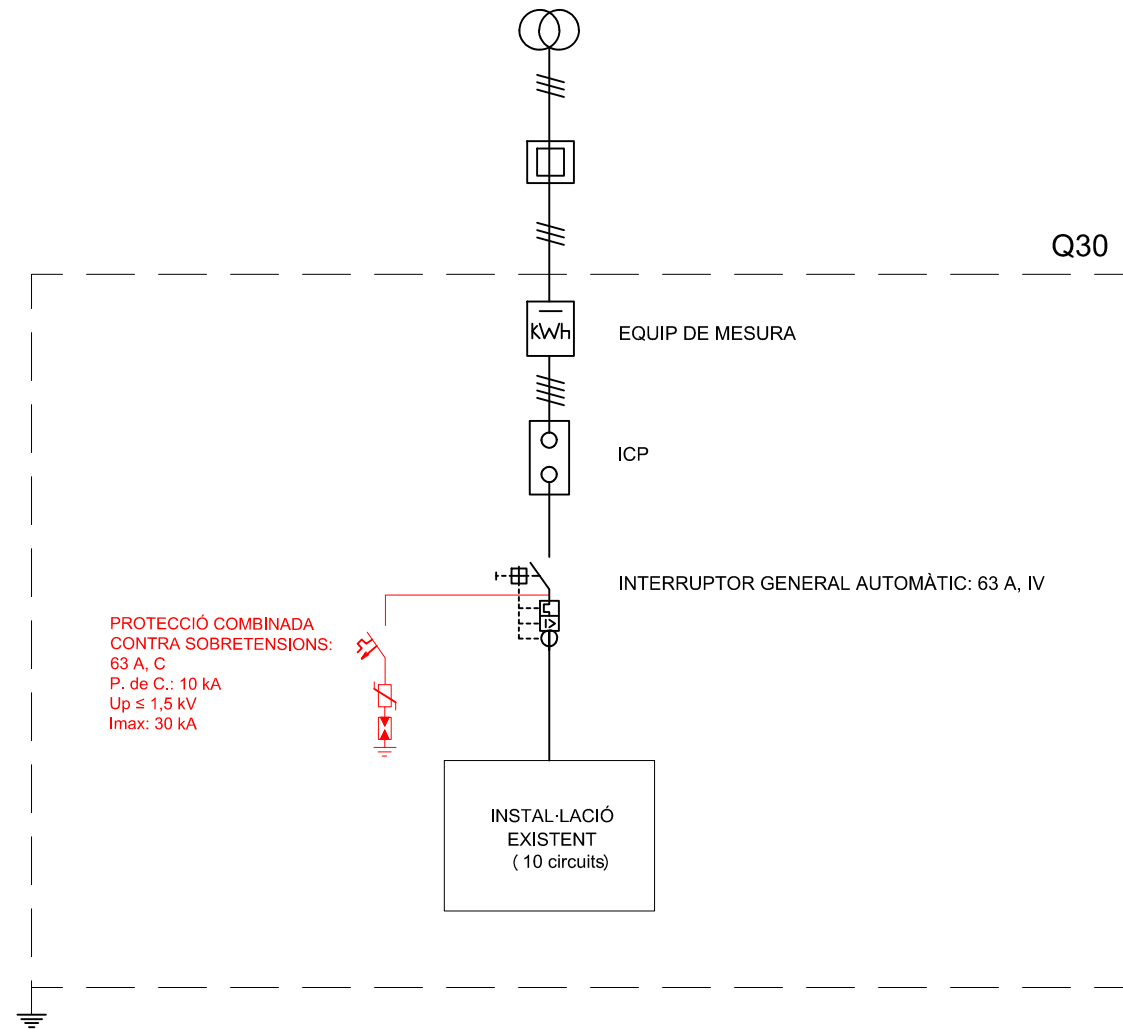 Q30
kWh
EQUIP DE MESURA
ICP
INTERRUPTOR GENERAL AUTOMÀTIC: 63 A, IV
I>
PROTECCIÓ COMBINADA
CONTRA SOBRETENSIONS:
63 A, C
P. de C.: 10 kA
Up ≤ 1,5 kV
Imax: 30 kA
INSTAL·LACIÓ
EXISTENT
( 10 circuits)